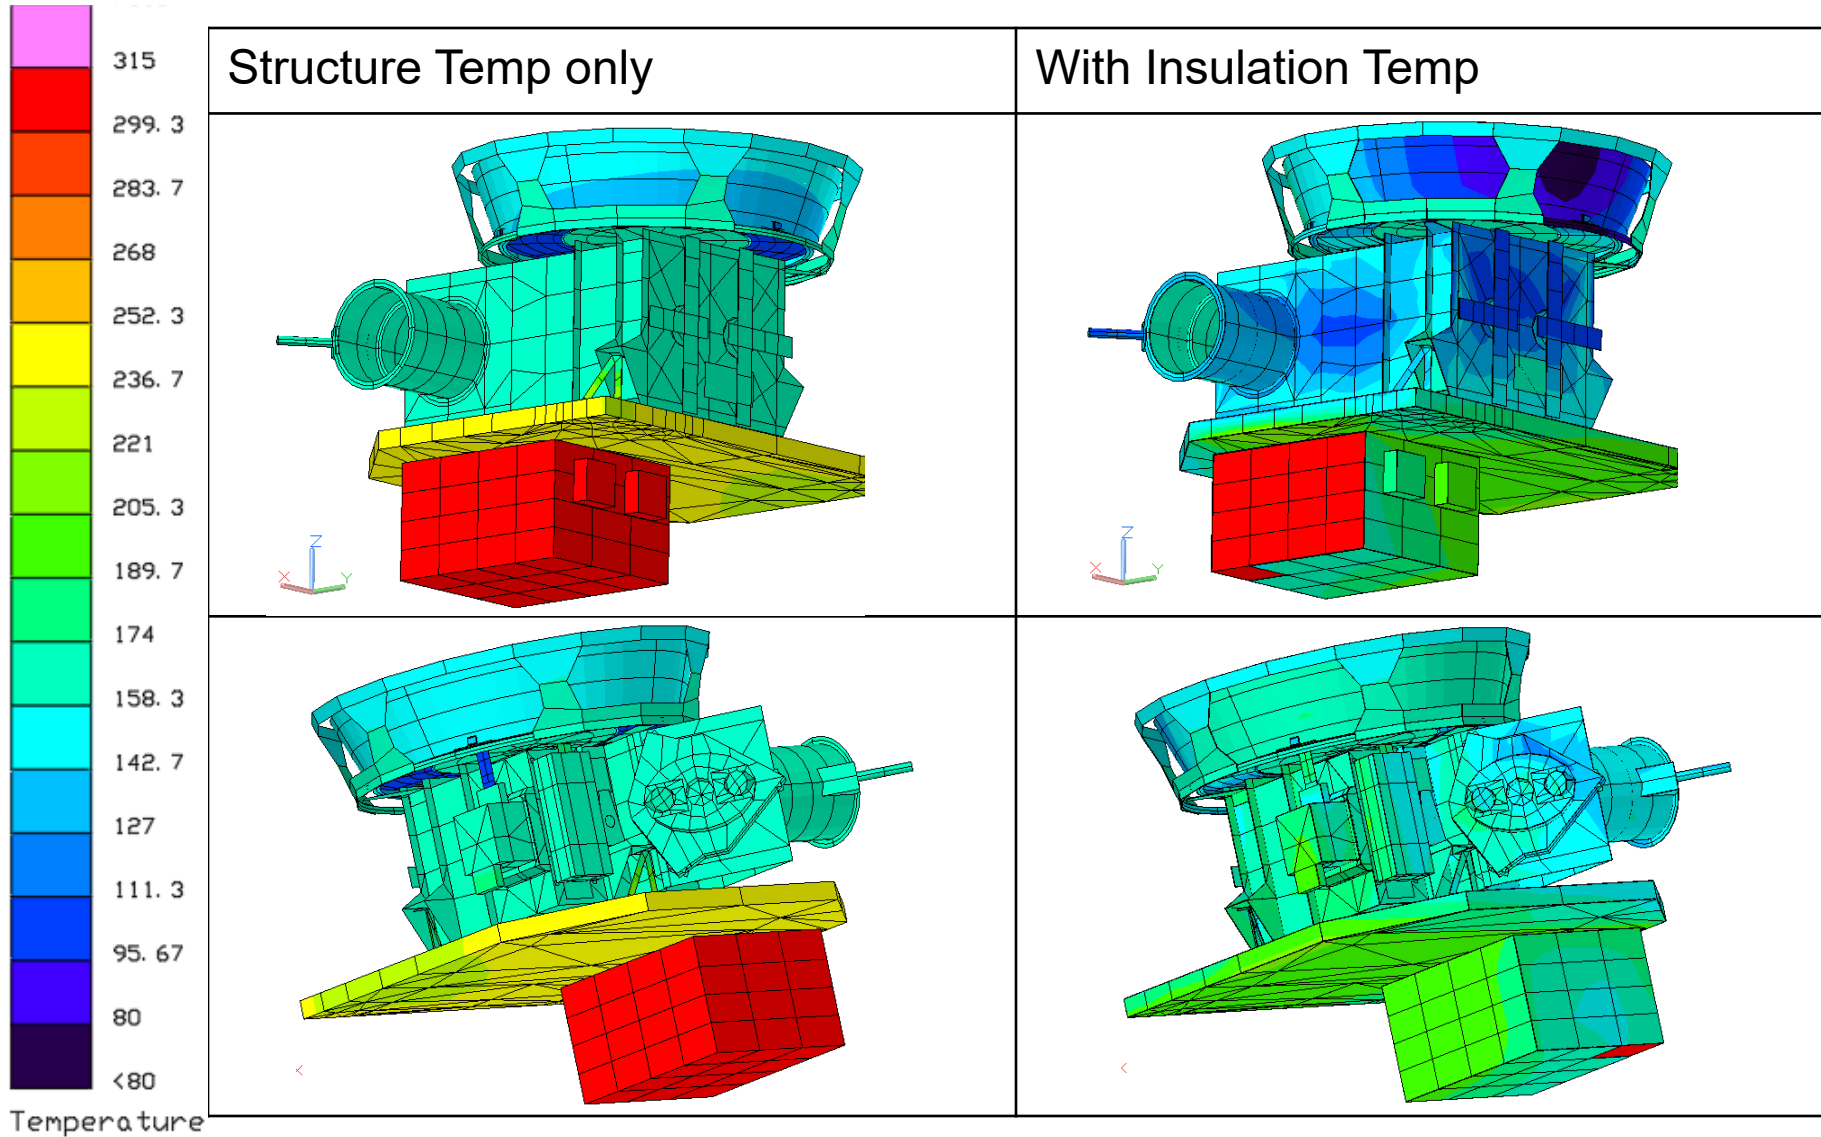 Structure Temp only
With Insulation Temp
315
299.3
283.7
268
252.3
236.7
221
205.3
189.7
174
158.3
142.7
127
111.3
95.67
80
<80
Temperature
Z
X
Y
Z
X
Y